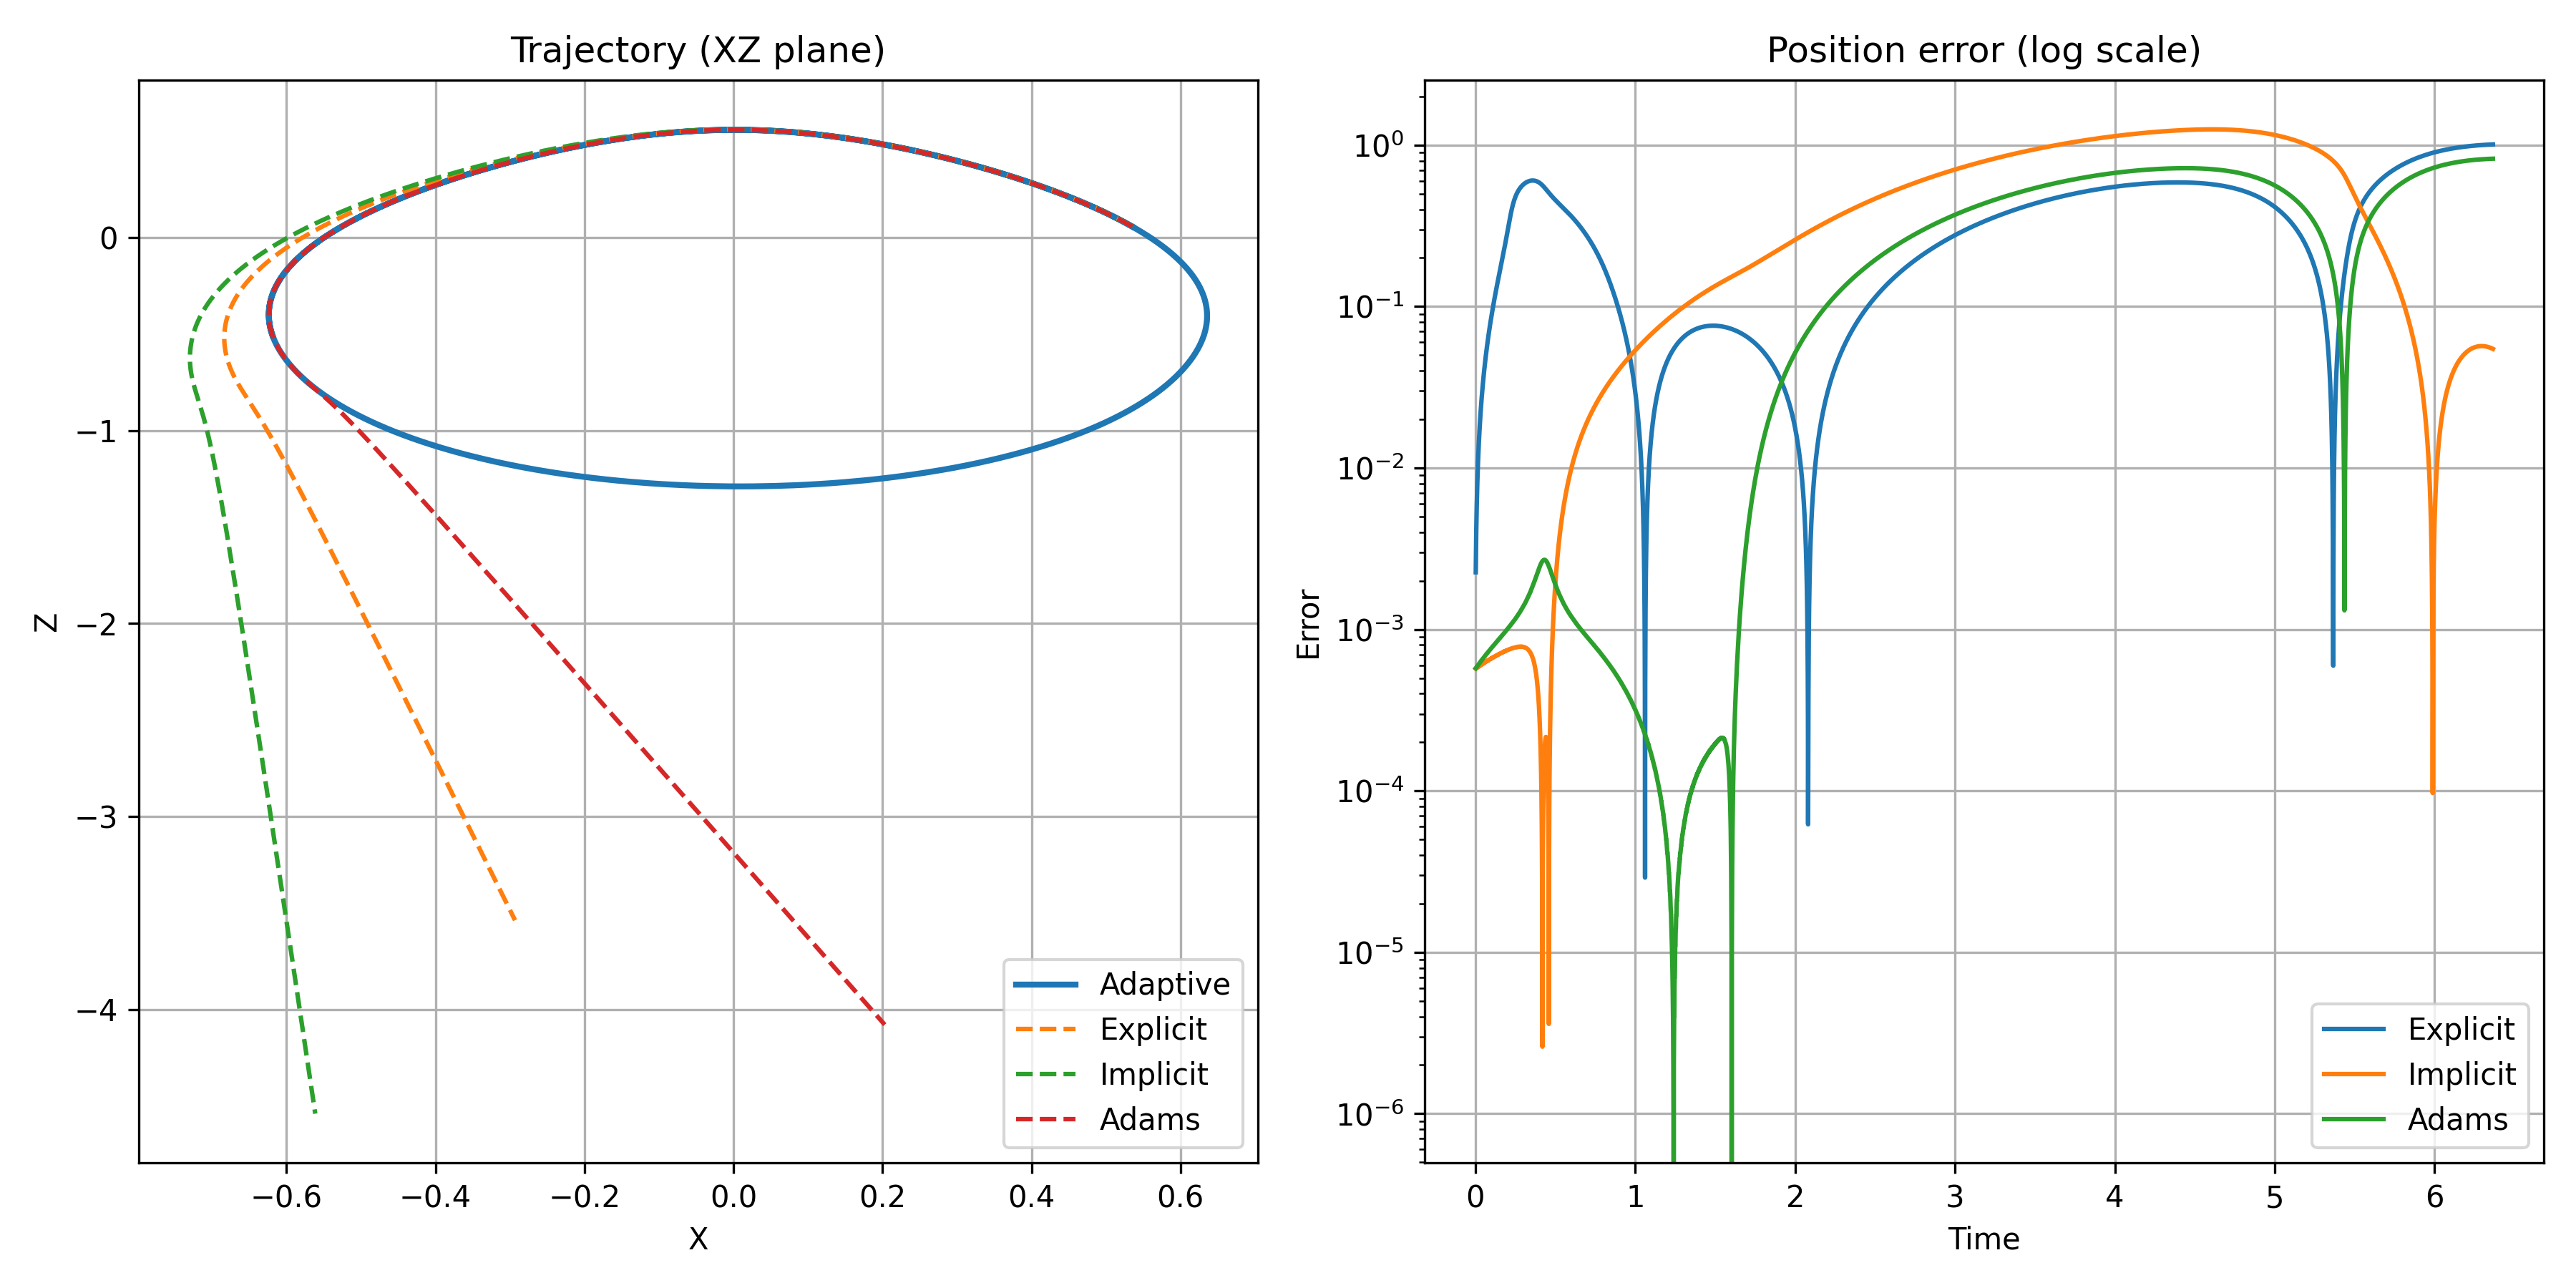 Trajectory (XZ plane)
Z
0
−1
−2
−3
−4
−0.6 −0.4 −0.2 0.0 0.2 0.4 0.6
X
Adaptive
Explicit
Implicit
Adams
Position error (log scale)
Error
10⁰
10⁻¹
10⁻²
10⁻³
10⁻⁴
10⁻⁵
10⁻⁶
0 1 2 3 4 5 6
Time
Explicit
Implicit
Adams